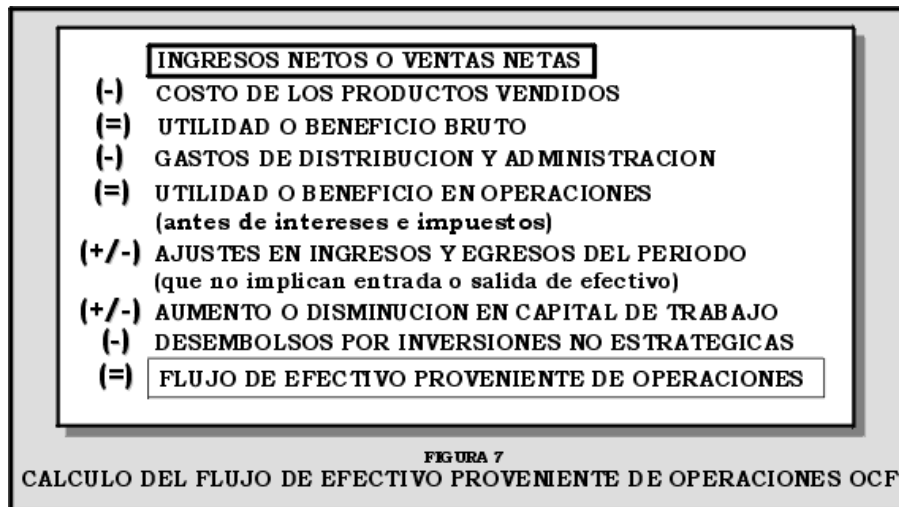 INGRESOS NETOS O VENTAS NETAS
(-) COSTO DE LOS PRODUCTOS VENDIDOS
(=) UTILIDAD O BENEFICIO BRUTO
(-) GASTOS DE DISTRIBUCION Y ADMINISTRACION
(=) UTILIDAD O BENEFICIO EN OPERACIONES
(antes de intereses e impuestos)
(+/-) AJUSTES EN INGRESOS Y EGRESOS DEL PERIODO
(que no implican entrada o salida de efectivo)
(+/-) AUMENTO O DISMINUCION EN CAPITAL DE TRABAJO
(-) DESEMBOLSOS POR INVERSIONES NO ESTRATEGICAS
(=) FLUJO DE EFECTIVO PROVENIENTE DE OPERACIONES
FIGURA 7
CALCULO DEL FLUJO DE EFECTIVO PROVENIENTE DE OPERACIONES OCF